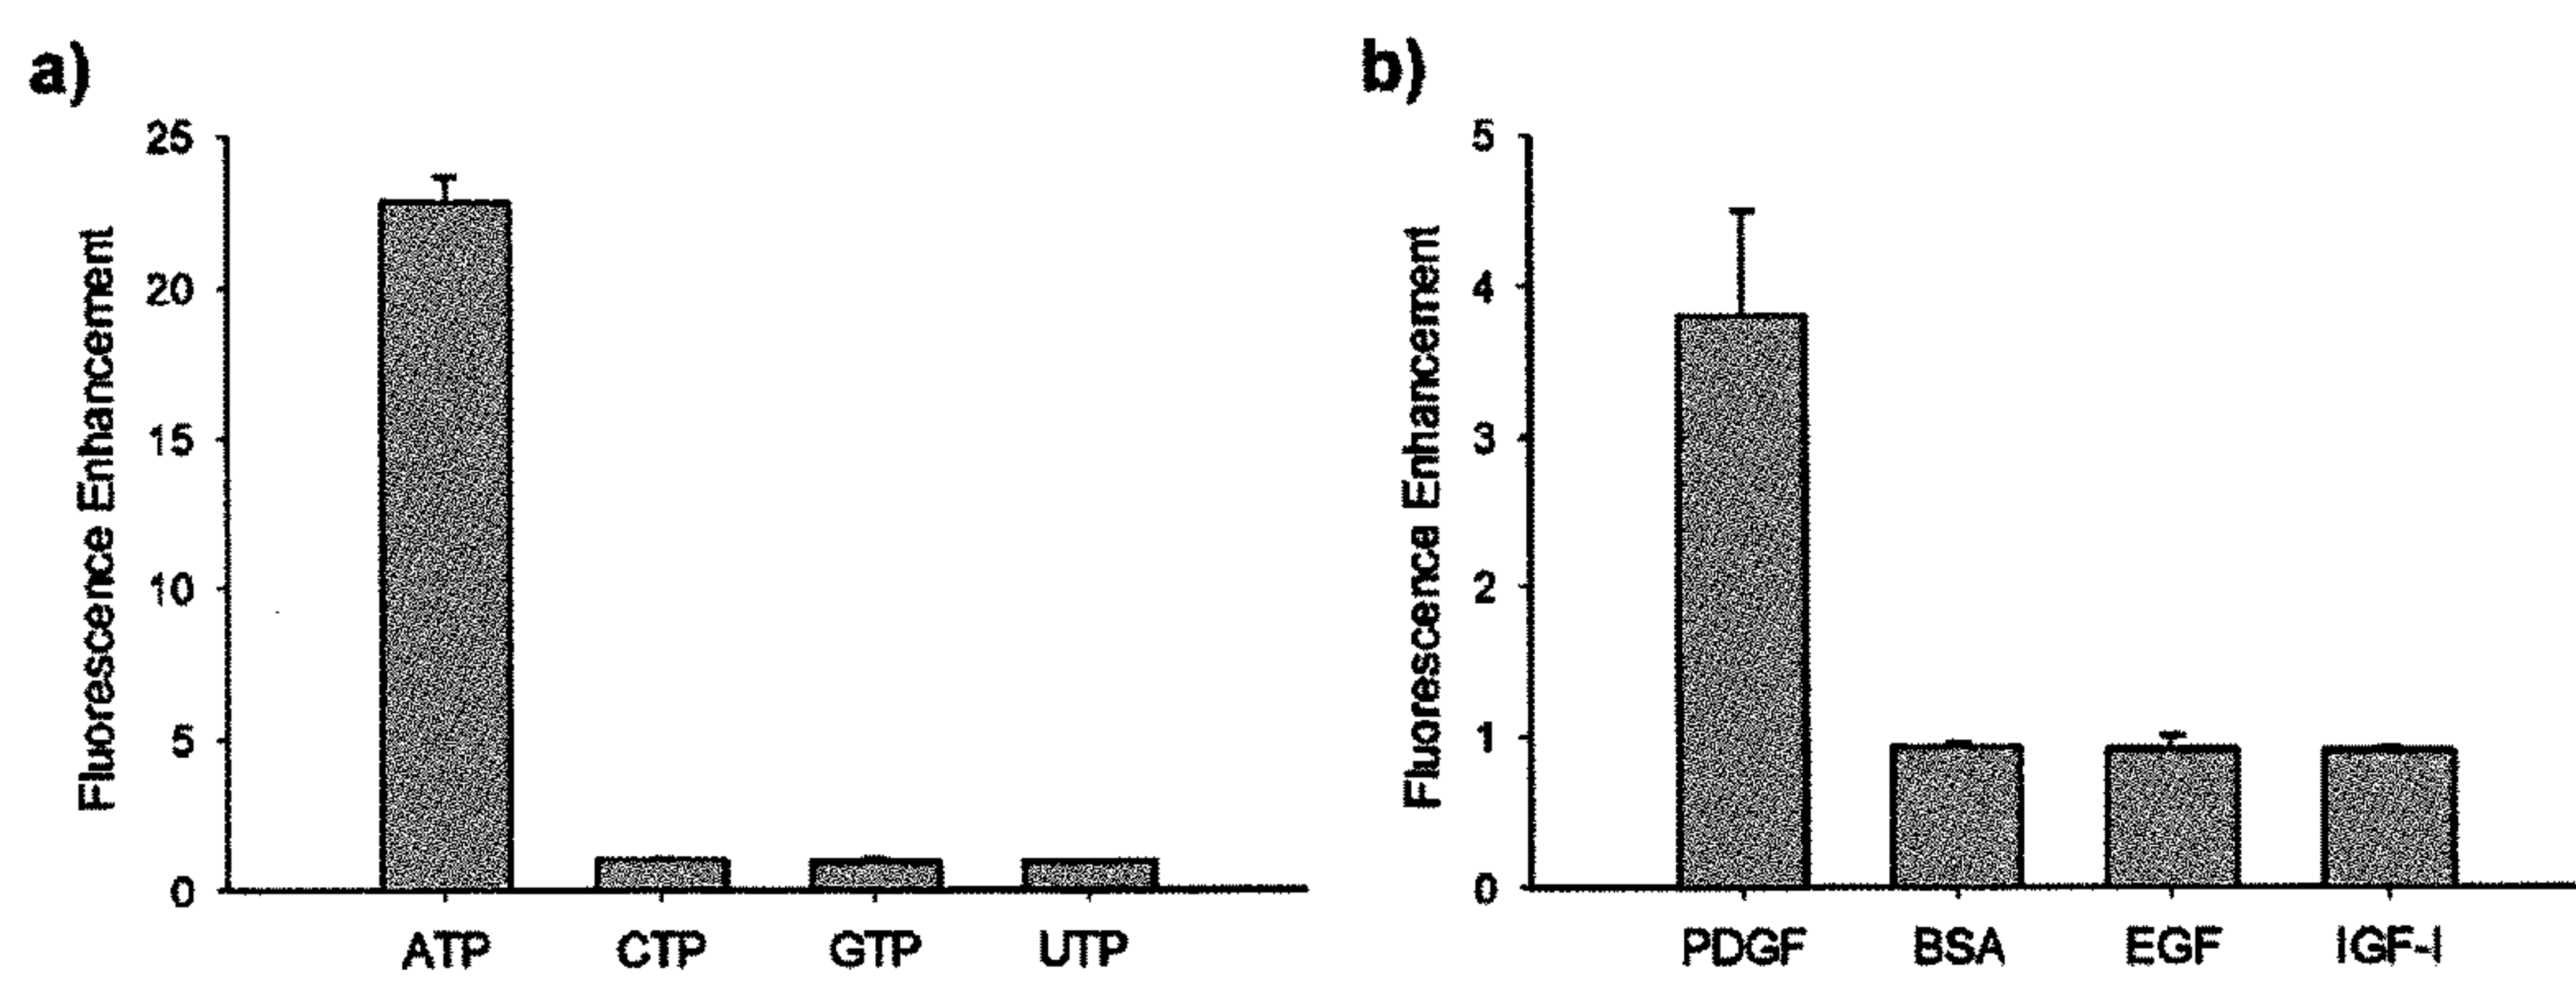 a)
Fluorescence Enhancement
25
20
15
10
5
0
ATP CTP GTP UTP
b)
Fluorescence Enhancement
5
4
3
2
1
0
PDGF BSA EGF IGF-I